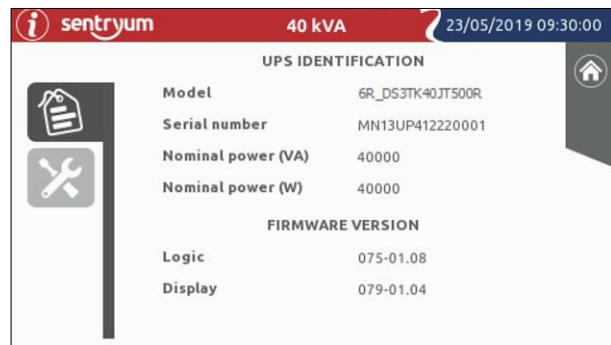 sentryum 40 kVA 23/05/2019 09:30:00
UPS IDENTIFICATION
Model 6R_DS3TK40JT500R
Serial number MN13UP412220001
Nominal power (VA) 40000
Nominal power (W) 40000
FIRMWARE VERSION
Logic 075-01.08
Display 079-01.04